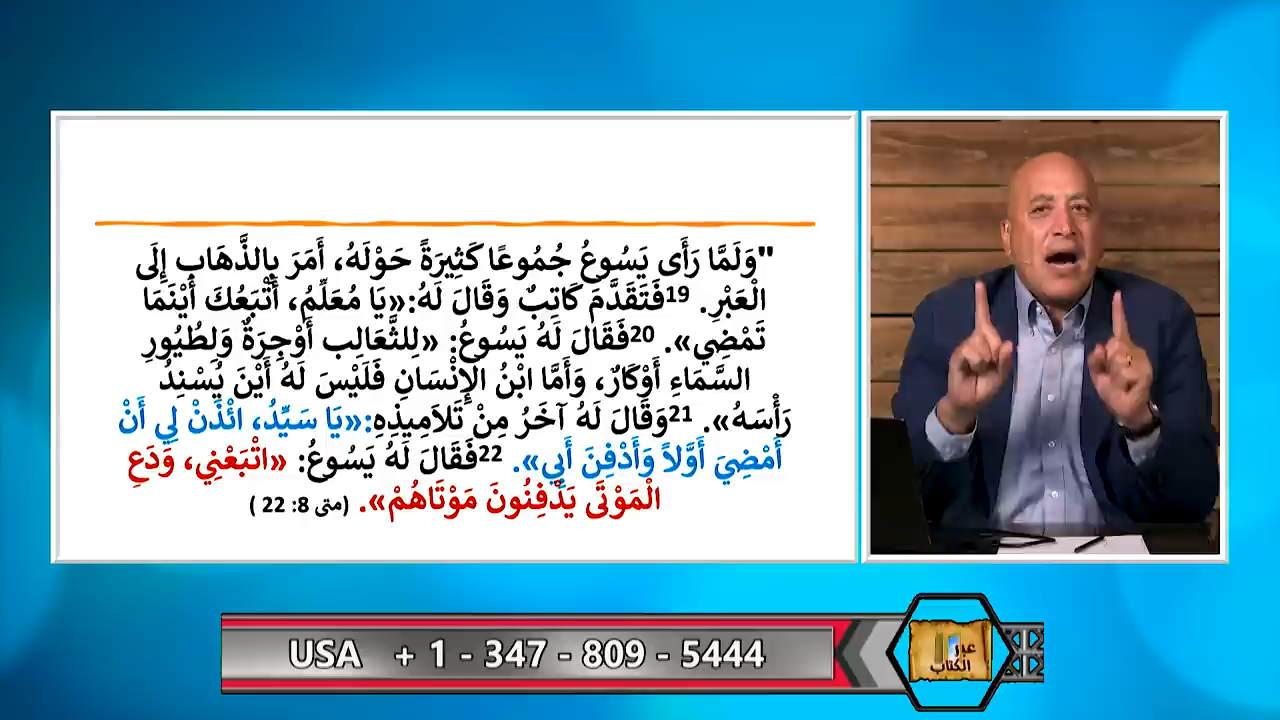 "وَلَمَّا رَأَى يَسُوعُ جُمُوعًا كَثِيرَةً حَوْلَهُ، أَمَرَ بِالذَّهَابِ إِلَى
الْعَبْرِ. 19فَتَقَدَّمَ كَاتِبٌ وَقَالَ لَهُ:«يَا مُعَلِّمُ، أَتْبَعُكَ أَيْنَمَا
تَمْضِي». 20فَقَالَ لَهُ يَسُوعُ: «لِلثَّعَالِب أَوْجِرَةٌ وَلِطُيُورِ
السَّمَاءِ أَوْكَارٌ، وَأَمَّا ابْنُ الإِنْسَانِ فَلَيْسَ لَهُ أَيْنَ يُسْنِدُ
رَأْسَهُ». 21وَقَالَ لَهُ آخَرُ مِنْ تَلاَمِيذِهِ:«يَا سَيِّدُ، ائْذَنْ لِي أَنْ
أَمْضِيَ أَوَّلاً وَأَدْفِنَ أَبِي». 22فَقَالَ لَهُ يَسُوعُ: «اتْبَعْنِي، وَدَعِ
الْمَوْتَى يَدْفِنُونَ مَوْتَاهُمْ». (متى 8: 22 )
USA + 1 - 347 - 809 - 5444
عبر
الكتاب